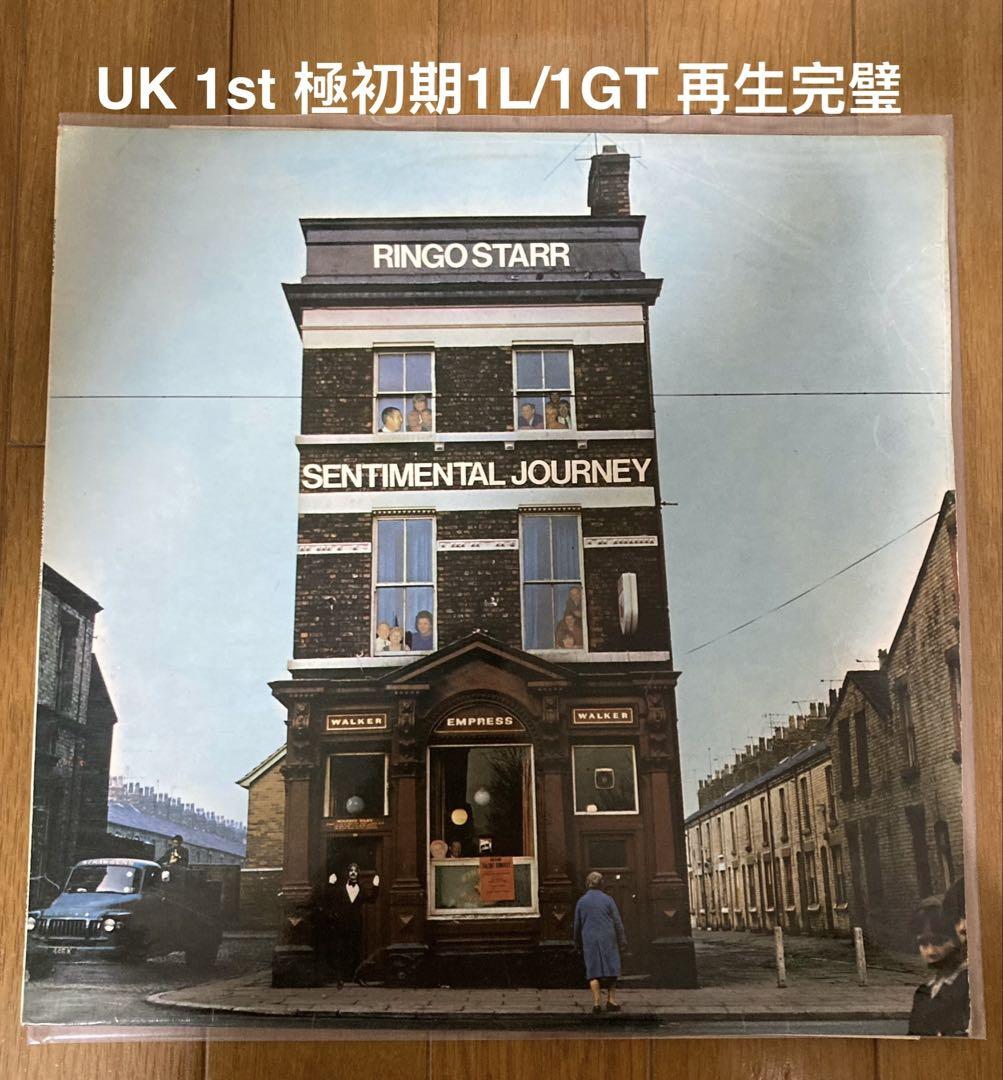 UK 1st 極初期1L/1GT 再生完璧
RINGO STARR
SENTIMENTAL JOURNEY
WALKER
EMPRESS
WALKER